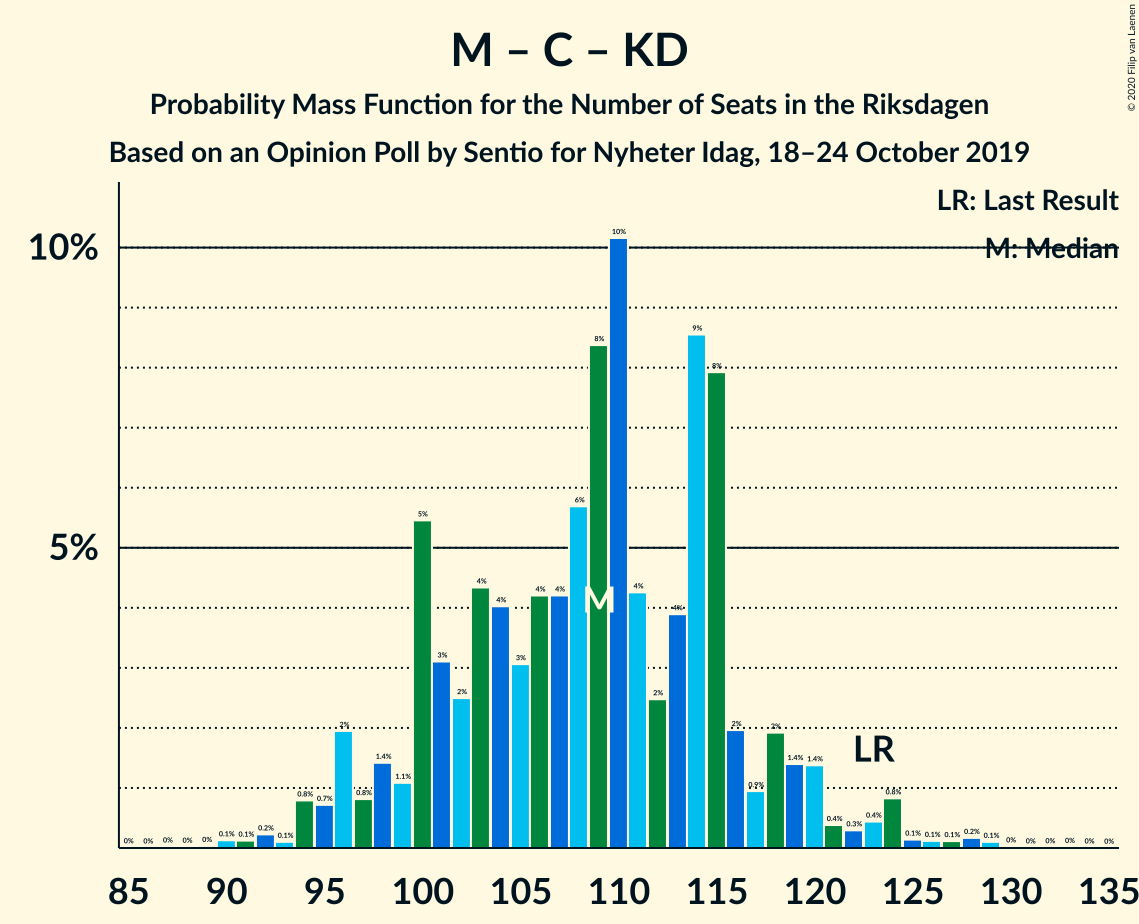 © 2020 Filip van Laenen
M – C – KD
Probability Mass Function for the Number of Seats in the Riksdagen
Based on an Opinion Poll by Sentio for Nyheter Idag, 18–24 October 2019
LR: Last Result
M: Median
10%
5%
0% 0% 0% 0% 0% 0.1% 0.1% 0.2% 0.1% 0.8% 0.7% 2% 0.8% 1.4% 1.1% 5% 3% 2% 4% 4% 3% 4% 4% 6% 8% 10% 4% 2% 4% 9% 8% 2% 0.9% 2% 1.4% 1.4% 0.4% 0.3% 0.4% 0.8% 0.1% 0.1% 0.1% 0.2% 0.1% 0% 0% 0% 0% 0% 0%
M
LR
85 90 95 100 105 110 115 120 125 130 135